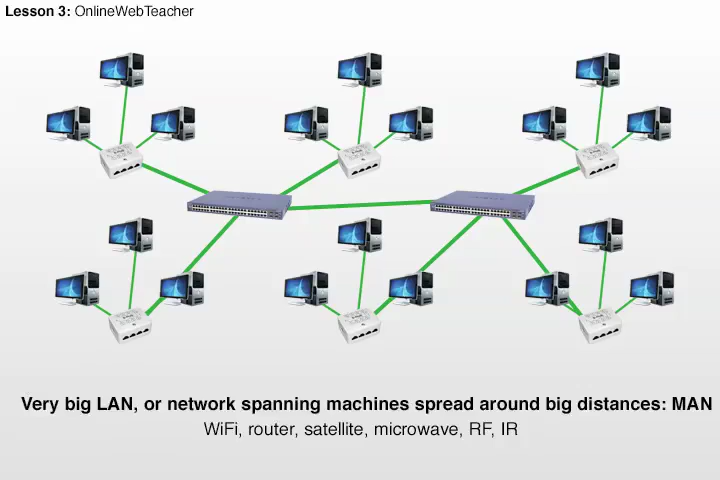 Lesson 3: OnlineWebTeacher
Very big LAN, or network spanning machines spread around big distances: MAN
WiFi, router, satellite, microwave, RF, IR